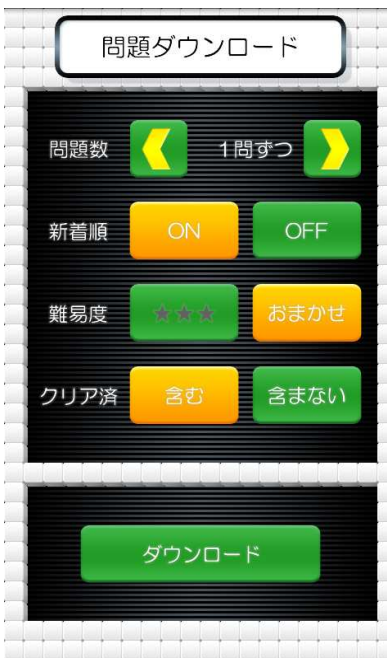 問題ダウンロード
問題数 1問ずつ
新着順 ON OFF
難易度 ★★★ おまかせ
クリア済 含む 含まない
ダウンロード